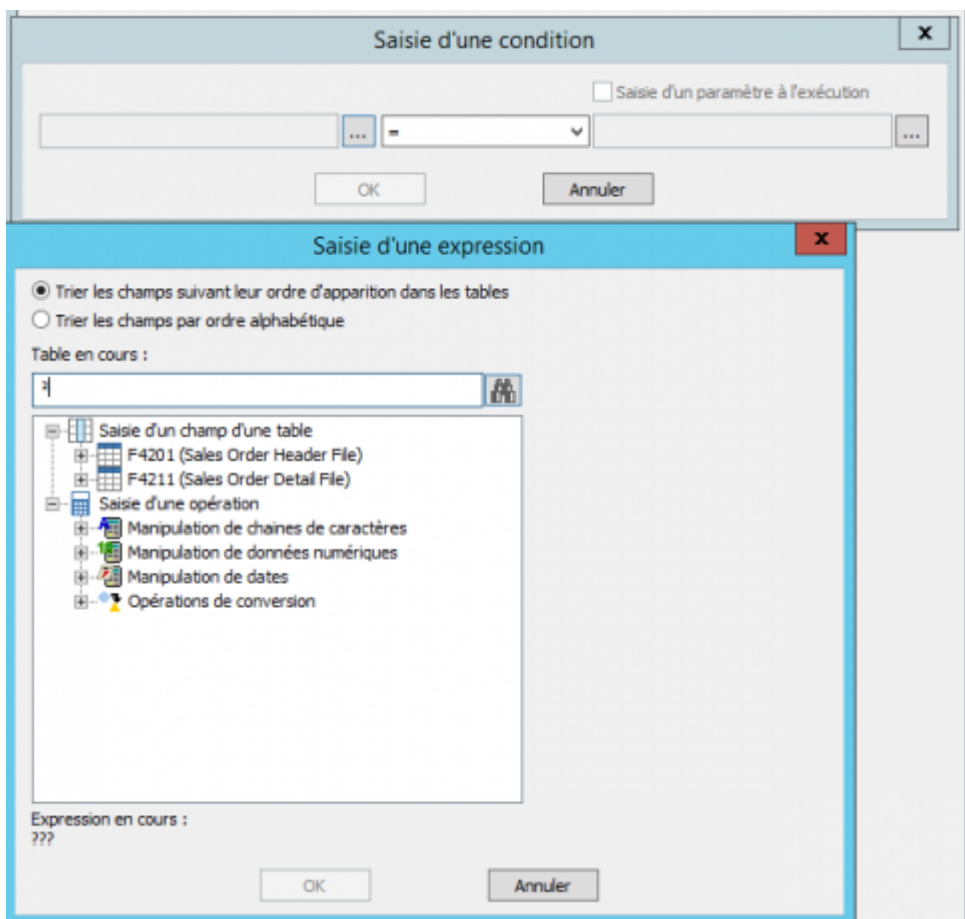 Saisie d'une condition
x
Saisie d'un paramètre à l'exécution
... = ...
OK Annuler
Saisie d'une expression
x
Trier les champs suivant leur ordre d'apparition dans les tables
Trier les champs par ordre alphabétique
Table en cours :
Saisie d'un champ d'une table
F4201 (Sales Order Header File)
F4211 (Sales Order Detail File)
Saisie d'une opération
Manipulation de chaines de caractères
Manipulation de données numériques
Manipulation de dates
Opérations de conversion
Expression en cours :
???
OK Annuler